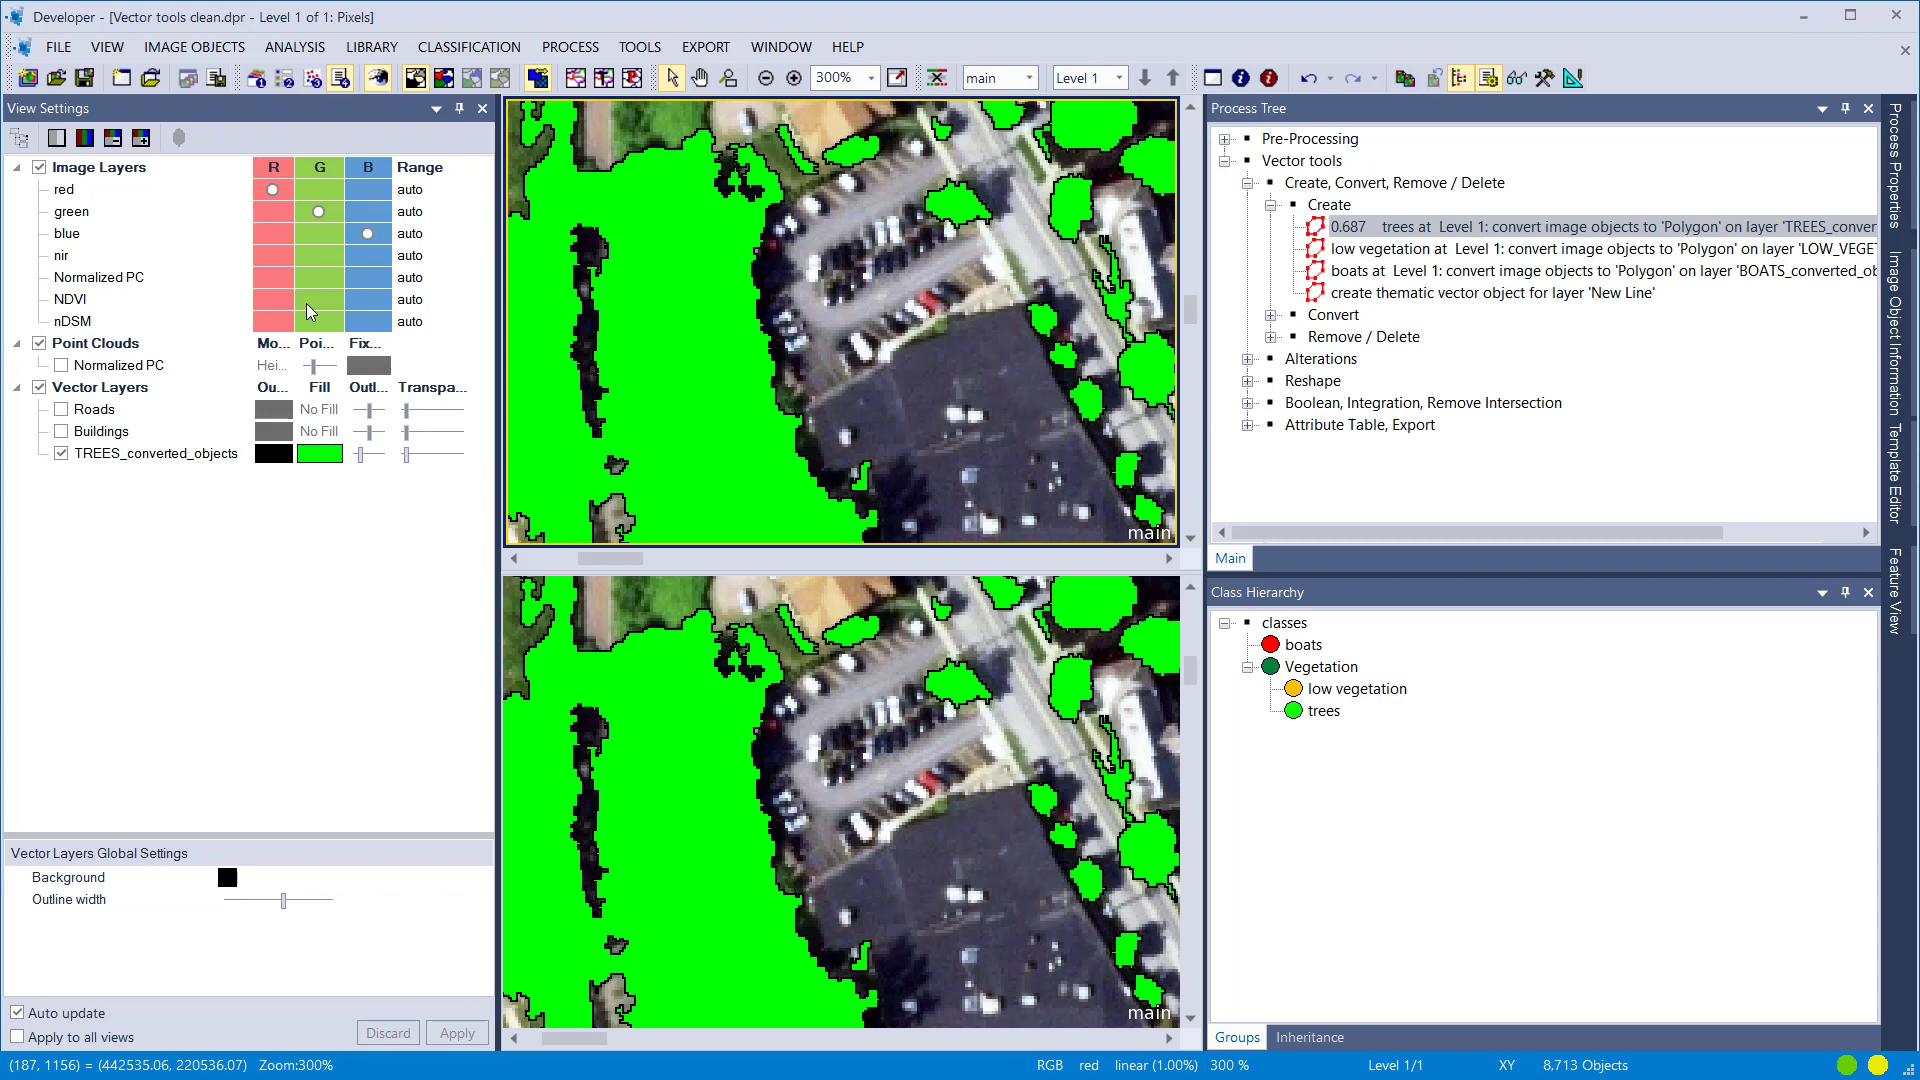 Developer - [Vector tools clean.dpr - Level 1 of 1: Pixels]
FILE VIEW IMAGE OBJECTS ANALYSIS LIBRARY CLASSIFICATION PROCESS TOOLS EXPORT WINDOW HELP
300% main Level 1
View Settings
Image Layers R G B Range
red auto
green auto
blue auto
nir auto
Normalized PC auto
NDVI auto
nDSM auto
Point Clouds Mo... Poi... Fix...
Normalized PC Hei...
Vector Layers Ou... Fill Outl... Transpa...
Roads No Fill
Buildings No Fill
TREES_converted_objects
Vector Layers Global Settings
Background
Outline width
Auto update
Apply to all views
Discard Apply
main
main
Process Tree
Pre-Processing
Vector tools
Create, Convert, Remove / Delete
Create
0.687 trees at Level 1: convert image objects to 'Polygon' on layer 'TREES_conver
low vegetation at Level 1: convert image objects to 'Polygon' on layer 'LOW_VEGE
boats at Level 1: convert image objects to 'Polygon' on layer 'BOATS_converted_ob
create thematic vector object for layer 'New Line'
Convert
Remove / Delete
Alterations
Reshape
Boolean, Integration, Remove Intersection
Attribute Table, Export
Main
Class Hierarchy
classes
boats
Vegetation
low vegetation
trees
Groups Inheritance
Process Properties
Image Object Information
Template Editor
Feature View
(187, 1156) = (442535.06, 220536.07) Zoom:300% RGB red linear (1.00%) 300 % Level 1/1 XY 8,713 Objects